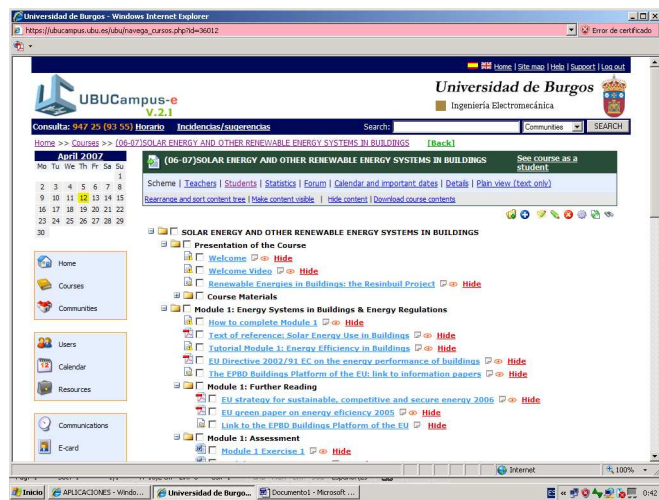 Universidad de Burgos - Windows Internet Explorer
https://ubucampus.ubu.es/ubu/navega_cursos.php?id=36012
Error de certificado
Home | Site map | Help | Support | Log out
UBUCampus-e
V.2.1
Universidad de Burgos
Ingeniería Electromecánica
Consulta: 947 25 (93 55) Horario Incidencias/sugerencias Search: Communities SEARCH
Home >> Courses >> (06-07)SOLAR ENERGY AND OTHER RENEWABLE ENERGY SYSTEMS IN BUILDINGS [Back]
April 2007
Mo Tu We Th Fr Sa Su
1
2 3 4 5 6 7 8
9 10 11 12 13 14 15
16 17 18 19 20 21 22
23 24 25 26 27 28 29
30
Home
Courses
Communities
Users
Calendar
Resources
Communications
E-card
(06-07)SOLAR ENERGY AND OTHER RENEWABLE ENERGY SYSTEMS IN BUILDINGS
See course as a student
Scheme | Teachers | Students | Statistics | Forum | Calendar and important dates | Details | Plain view (text only)
Rearrange and sort content tree | Make content visible | Hide content | Download course contents
SOLAR ENERGY AND OTHER RENEWABLE ENERGY SYSTEMS IN BUILDINGS
Presentation of the Course
Welcome Hide
Welcome Video Hide
Renewable Energies in Buildings: the Resinbuil Project Hide
Course Materials
Module 1: Energy Systems in Buildings & Energy Regulations
How to complete Module 1 Hide
Text of reference: Solar Energy Use in Buildings Hide
Tutorial Module 1: Energy Efficiency in Buildings Hide
EU Directive 2002/91 EC on the energy performance of buildings Hide
The EPBD Buildings Platform of the EU: link to information papers Hide
Module 1: Further Reading
EU strategy for sustainable, competitive and secure energy 2006 Hide
EU green paper on energy eficiency 2005 Hide
Link to the EPBD Buildings Platform of the EU Hide
Module 1: Assessment
Module 1 Exercise 1 Hide
Internet 100%
Inicio APLICACIONES - Windo... Universidad de Burgo... Documento1 - Microsoft ... ES 0:42